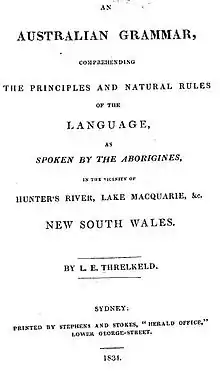 AN
AUSTRALIAN GRAMMAR,
COMPREHENDING
THE PRINCIPLES AND NATURAL RULES
OF THE
LANGUAGE,
AS
SPOKEN BY THE ABORIGINES,
IN THE VICINITY OF
HUNTER'S RIVER, LAKE MACQUARIE, &c.
NEW SOUTH WALES.
BY L. E. THRELKELD.
SYDNEY:
PRINTED BY STEPHENS AND STOKES, "HERALD OFFICE,"
LOWER GEORGE-STREET.
1834.